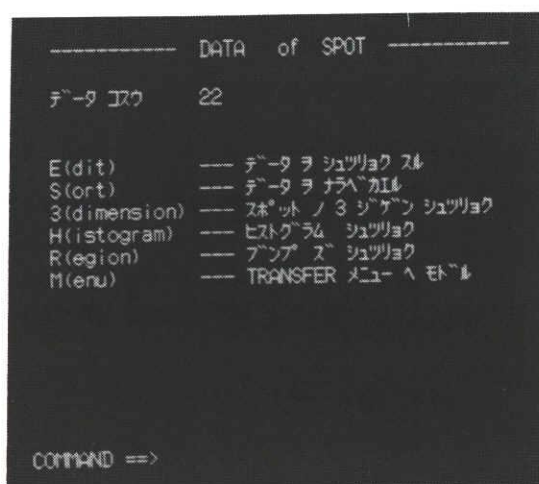 ----------- DATA of SPOT -----------
データ コスウ 22
E(dit) --- データ ヲ シュツリョク スル
S(ort) --- データ ヲ ナラベカエル
3(dimension) --- スポット ノ 3 ジゲン シュツリョク
H(istogram) --- ヒストグラム シュツリョク
R(egion) --- ブンプ ズ シュツリョク
M(enu) --- TRANSFER メニュー ヘ モドル
COMMAND ==>